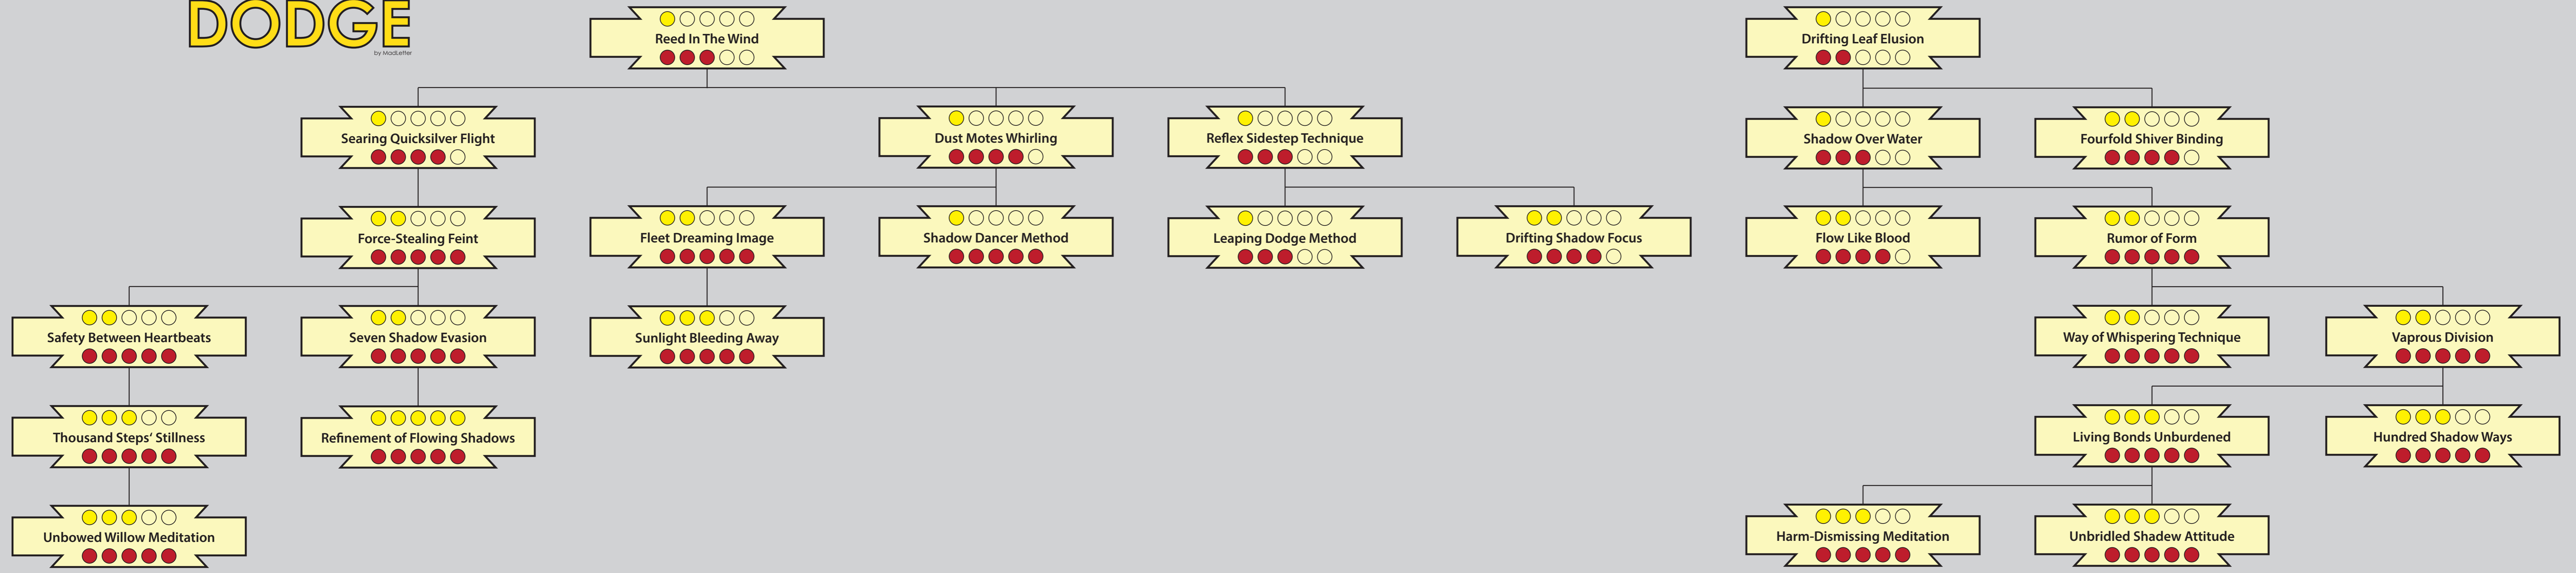 DODGE
by MadLetter
Reed In The Wind
Drifting Leaf Elusion
Searing Quicksilver Flight
Dust Motes Whirling
Reflex Sidestep Technique
Shadow Over Water
Fourfold Shiver Binding
Force-Stealing Feint
Fleet Dreaming Image
Shadow Dancer Method
Leaping Dodge Method
Drifting Shadow Focus
Flow Like Blood
Rumor of Form
Safety Between Heartbeats
Seven Shadow Evasion
Sunlight Bleeding Away
Way of Whispering Technique
Vaprous Division
Thousand Steps‘ Stillness
Refinement of Flowing Shadows
Living Bonds Unburdened
Hundred Shadow Ways
Unbowed Willow Meditation
Harm-Dismissing Meditation
Unbridled Shadew Attitude